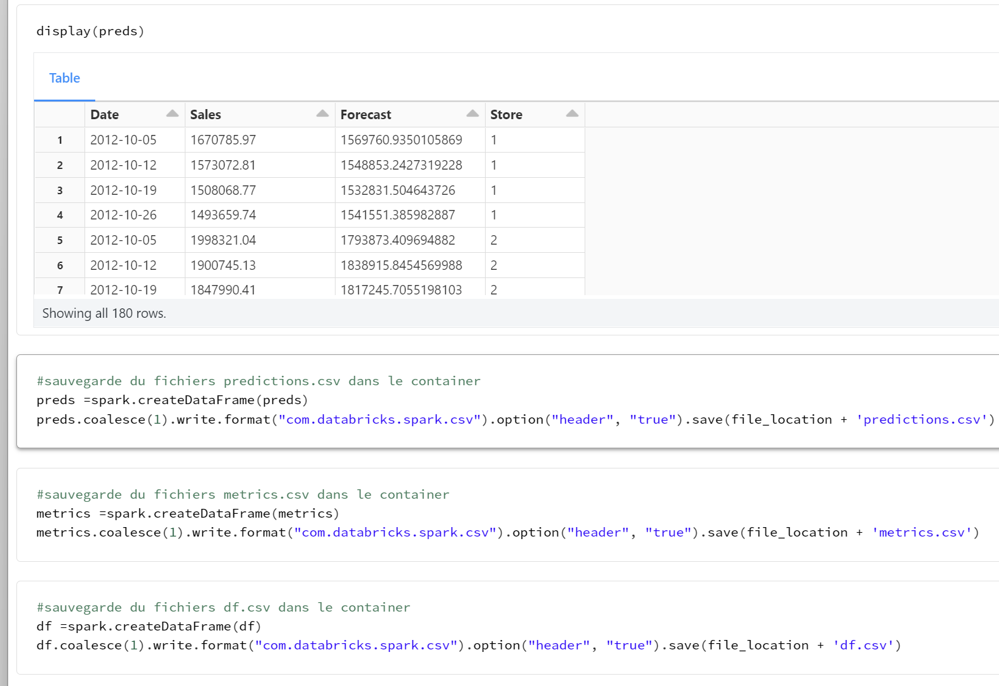 display(preds)
Table
Date Sales Forecast Store
1 2012-10-05 1670785.97 1569760.9350105869 1
2 2012-10-12 1573072.81 1548853.2427319228 1
3 2012-10-19 1508068.77 1532831.504643726 1
4 2012-10-26 1493659.74 1541551.385982887 1
5 2012-10-05 1998321.04 1793873.409694882 2
6 2012-10-12 1900745.13 1838915.8454569988 2
7 2012-10-19 1847990.41 1817245.7055198103 2
Showing all 180 rows.
#sauvegarde du fichiers predictions.csv dans le container
preds =spark.createDataFrame(preds)
preds.coalesce(1).write.format("com.databricks.spark.csv").option("header", "true").save(file_location + 'predictions.csv')
#sauvegarde du fichiers metrics.csv dans le container
metrics =spark.createDataFrame(metrics)
metrics.coalesce(1).write.format("com.databricks.spark.csv").option("header", "true").save(file_location + 'metrics.csv')
#sauvegarde du fichiers df.csv dans le container
df =spark.createDataFrame(df)
df.coalesce(1).write.format("com.databricks.spark.csv").option("header", "true").save(file_location + 'df.csv')